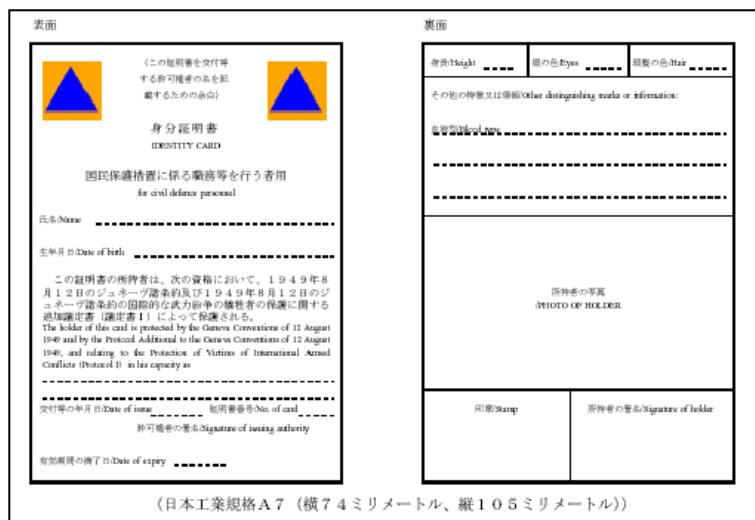 表面
(この証明書を交付等
する許可権者の名を記
載するための余白)
身分証明書
IDENTITY CARD
国民保護措置に係る職務等を行う者用
for civil defence personnel
氏名/Name
生年月日/Date of birth
この証明書の所持者は、次の資格において、1949年8
月12日のジュネーヴ諸条約及び1949年8月12日のジ
ュネーヴ諸条約の国際的な武力紛争の犠牲者の保護に関する
追加議定書(議定書Ⅰ)によって保護される。
The holder of this card is protected by the Geneva Conventions of 12 August
1949 and by the Protocol Additional to the Geneva Conventions of 12 August
1949, and relating to the Protection of Victims of International Armed
Conflicts (Protocol I) in his capacity as
交付等の年月日/Date of issue 証明書番号/No. of card
許可権者の署名/Signature of issuing authority
有効期間の満了日/Date of expiry
裏面
身長/Height 眼の色/Eyes 頭髪の色/Hair
その他の特徴又は情報/Other distinguishing marks or information:
血液型/Blood type
所持者の写真
/PHOTO OF HOLDER
印章/Stamp 所持者の署名/Signature of holder
(日本工業規格A7(横74ミリメートル、縦105ミリメートル))